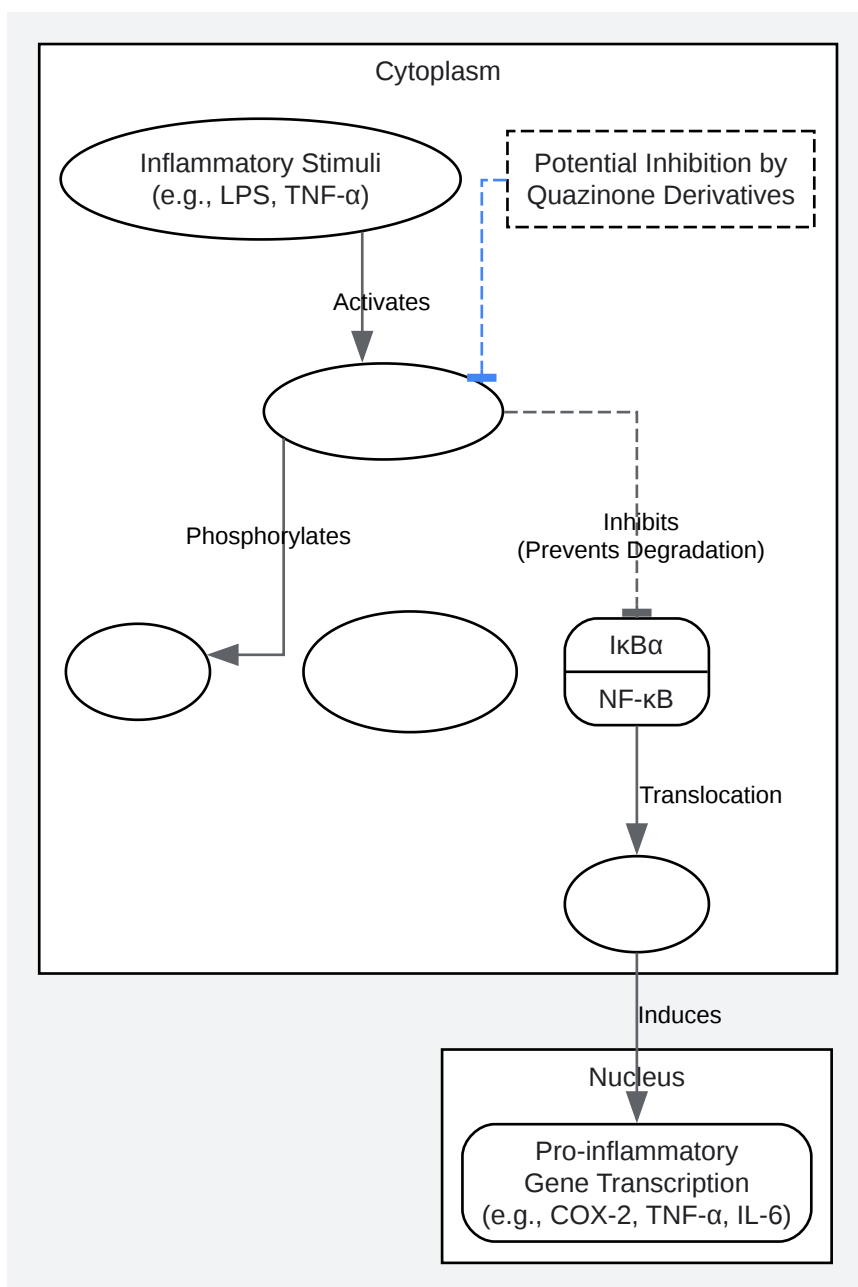 Cytoplasm
Inflammatory Stimuli
(e.g., LPS, TNF-α)
Potential Inhibition by
Quazinone Derivatives
Activates
Phosphorylates
Inhibits
(Prevents Degradation)
IκBα
NF-κB
Translocation
Induces
Nucleus
Pro-inflammatory
Gene Transcription
(e.g., COX-2, TNF-α, IL-6)